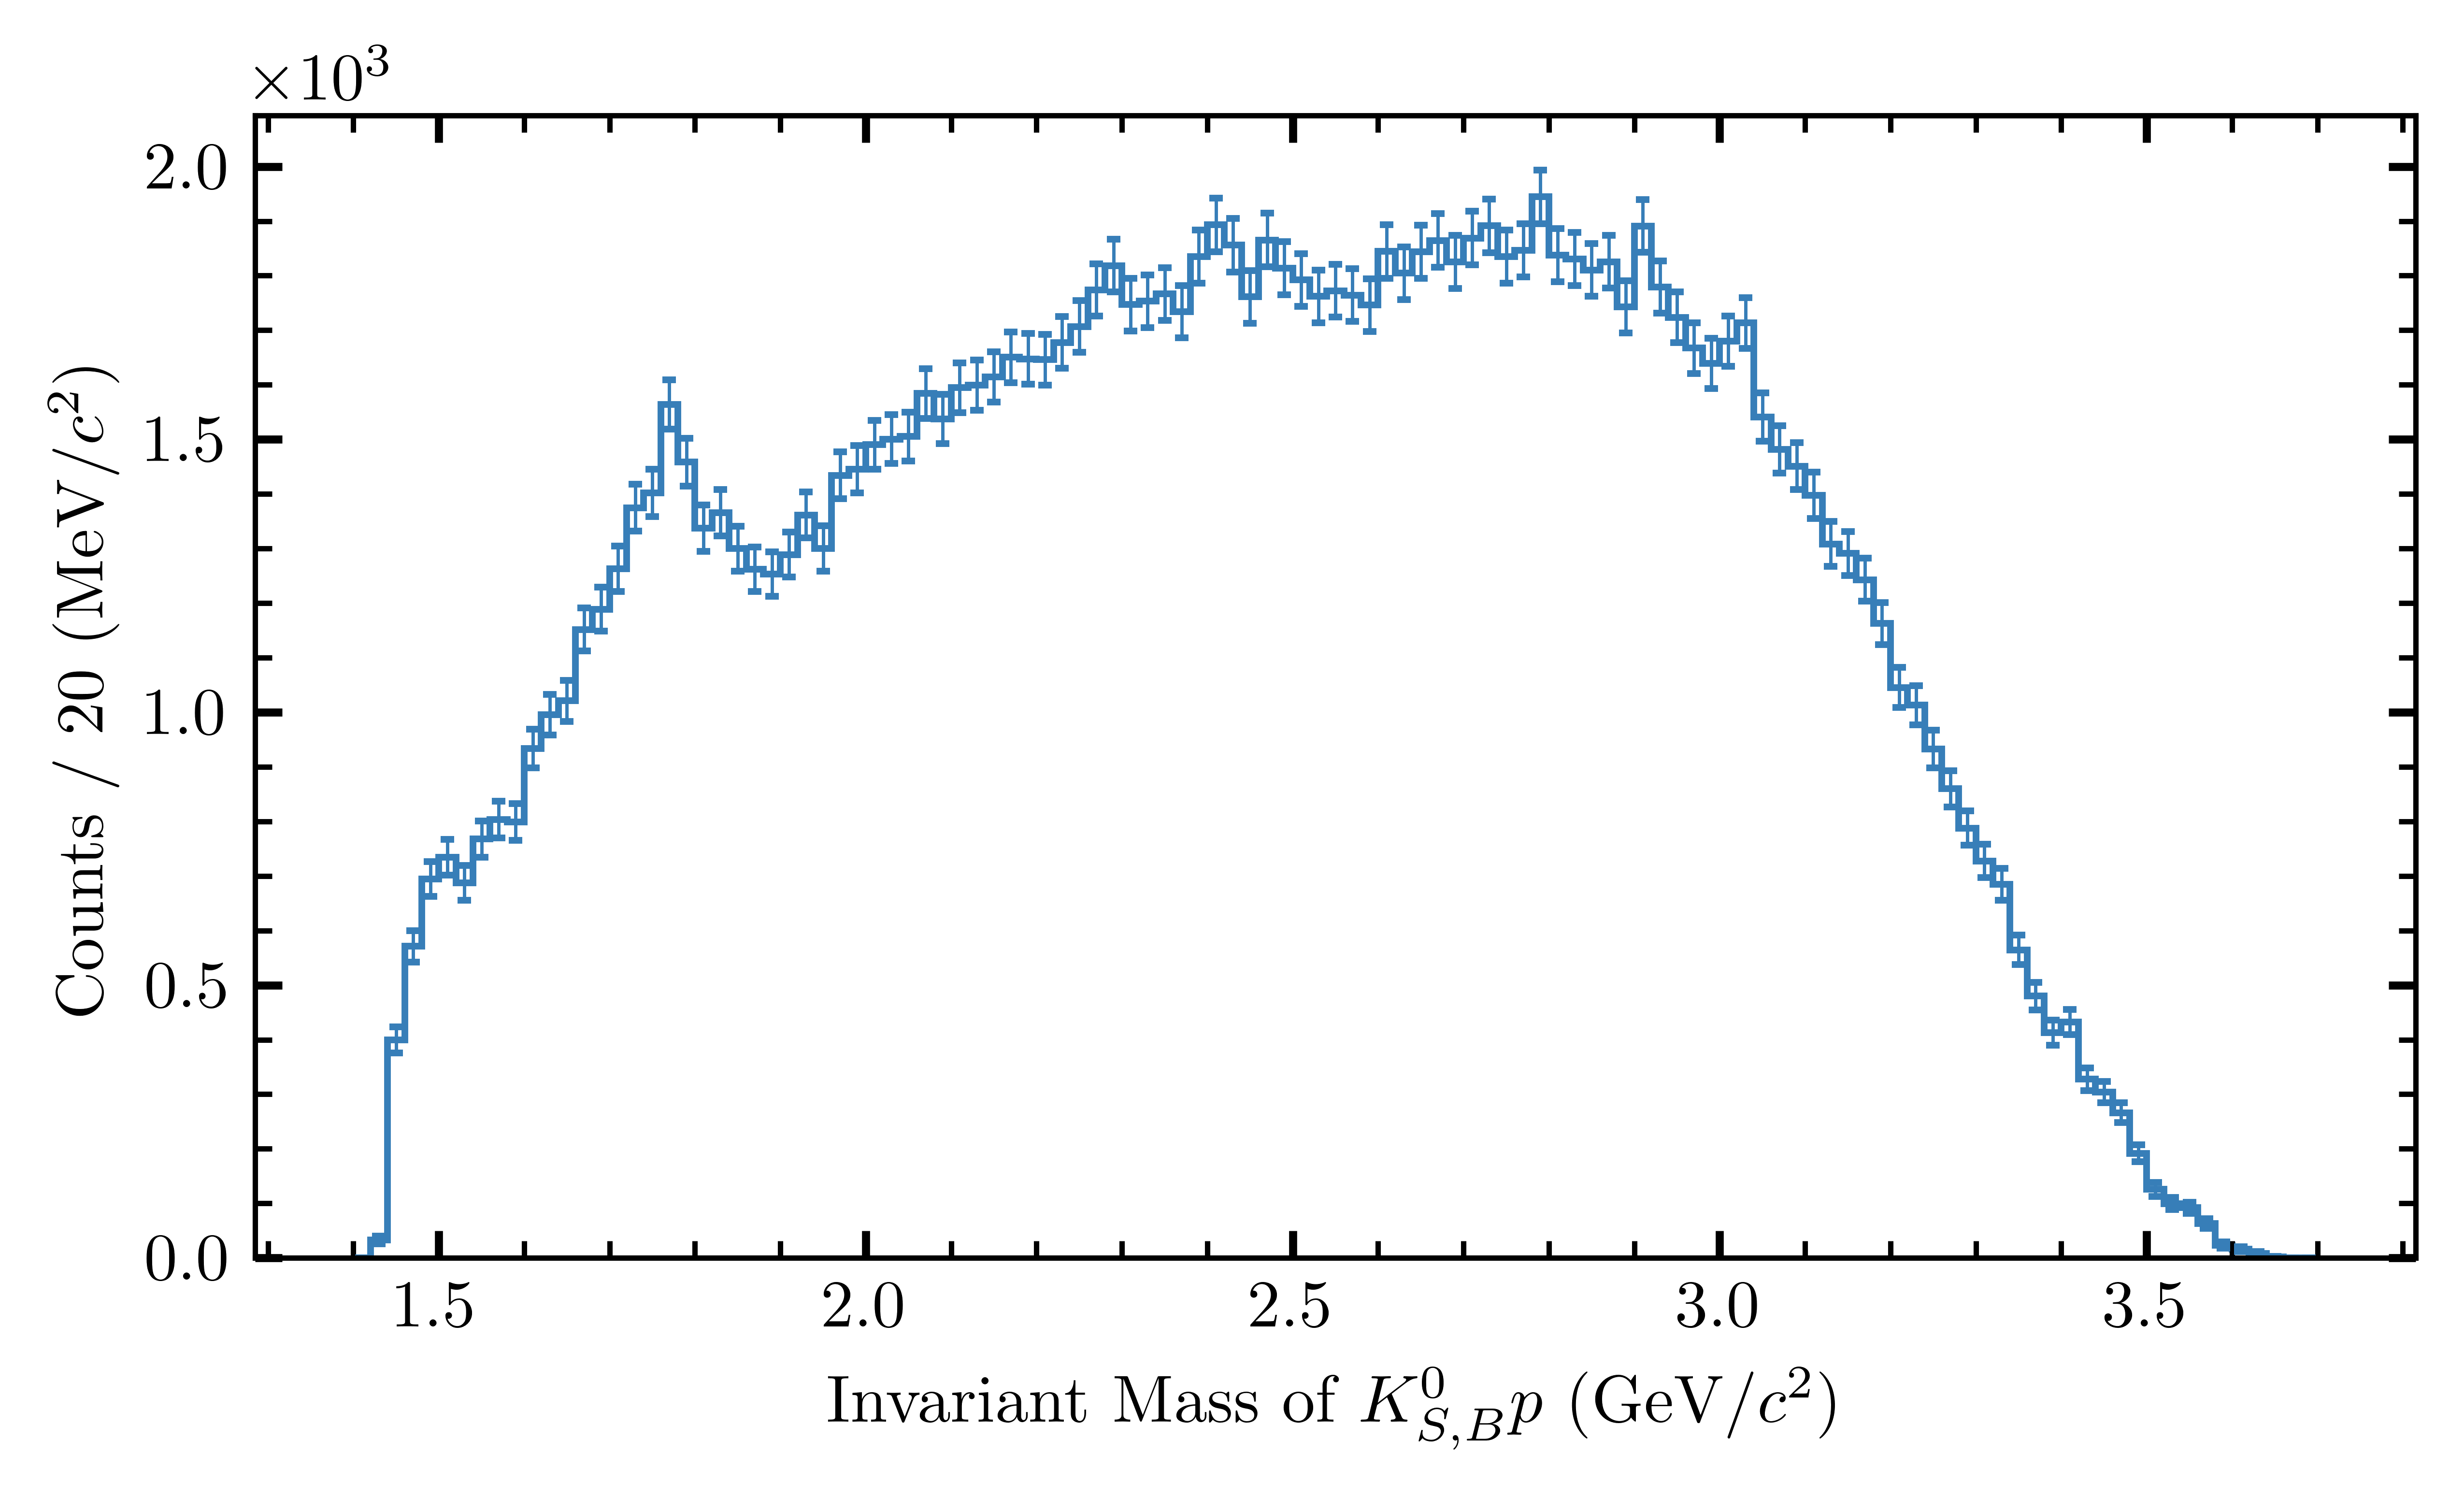 ×10³
2.0
1.5
1.0
0.5
0.0
Counts / 20 (MeV/c²)
1.5 2.0 2.5 3.0 3.5
Invariant Mass of K⁰_{S,B}p (GeV/c²)